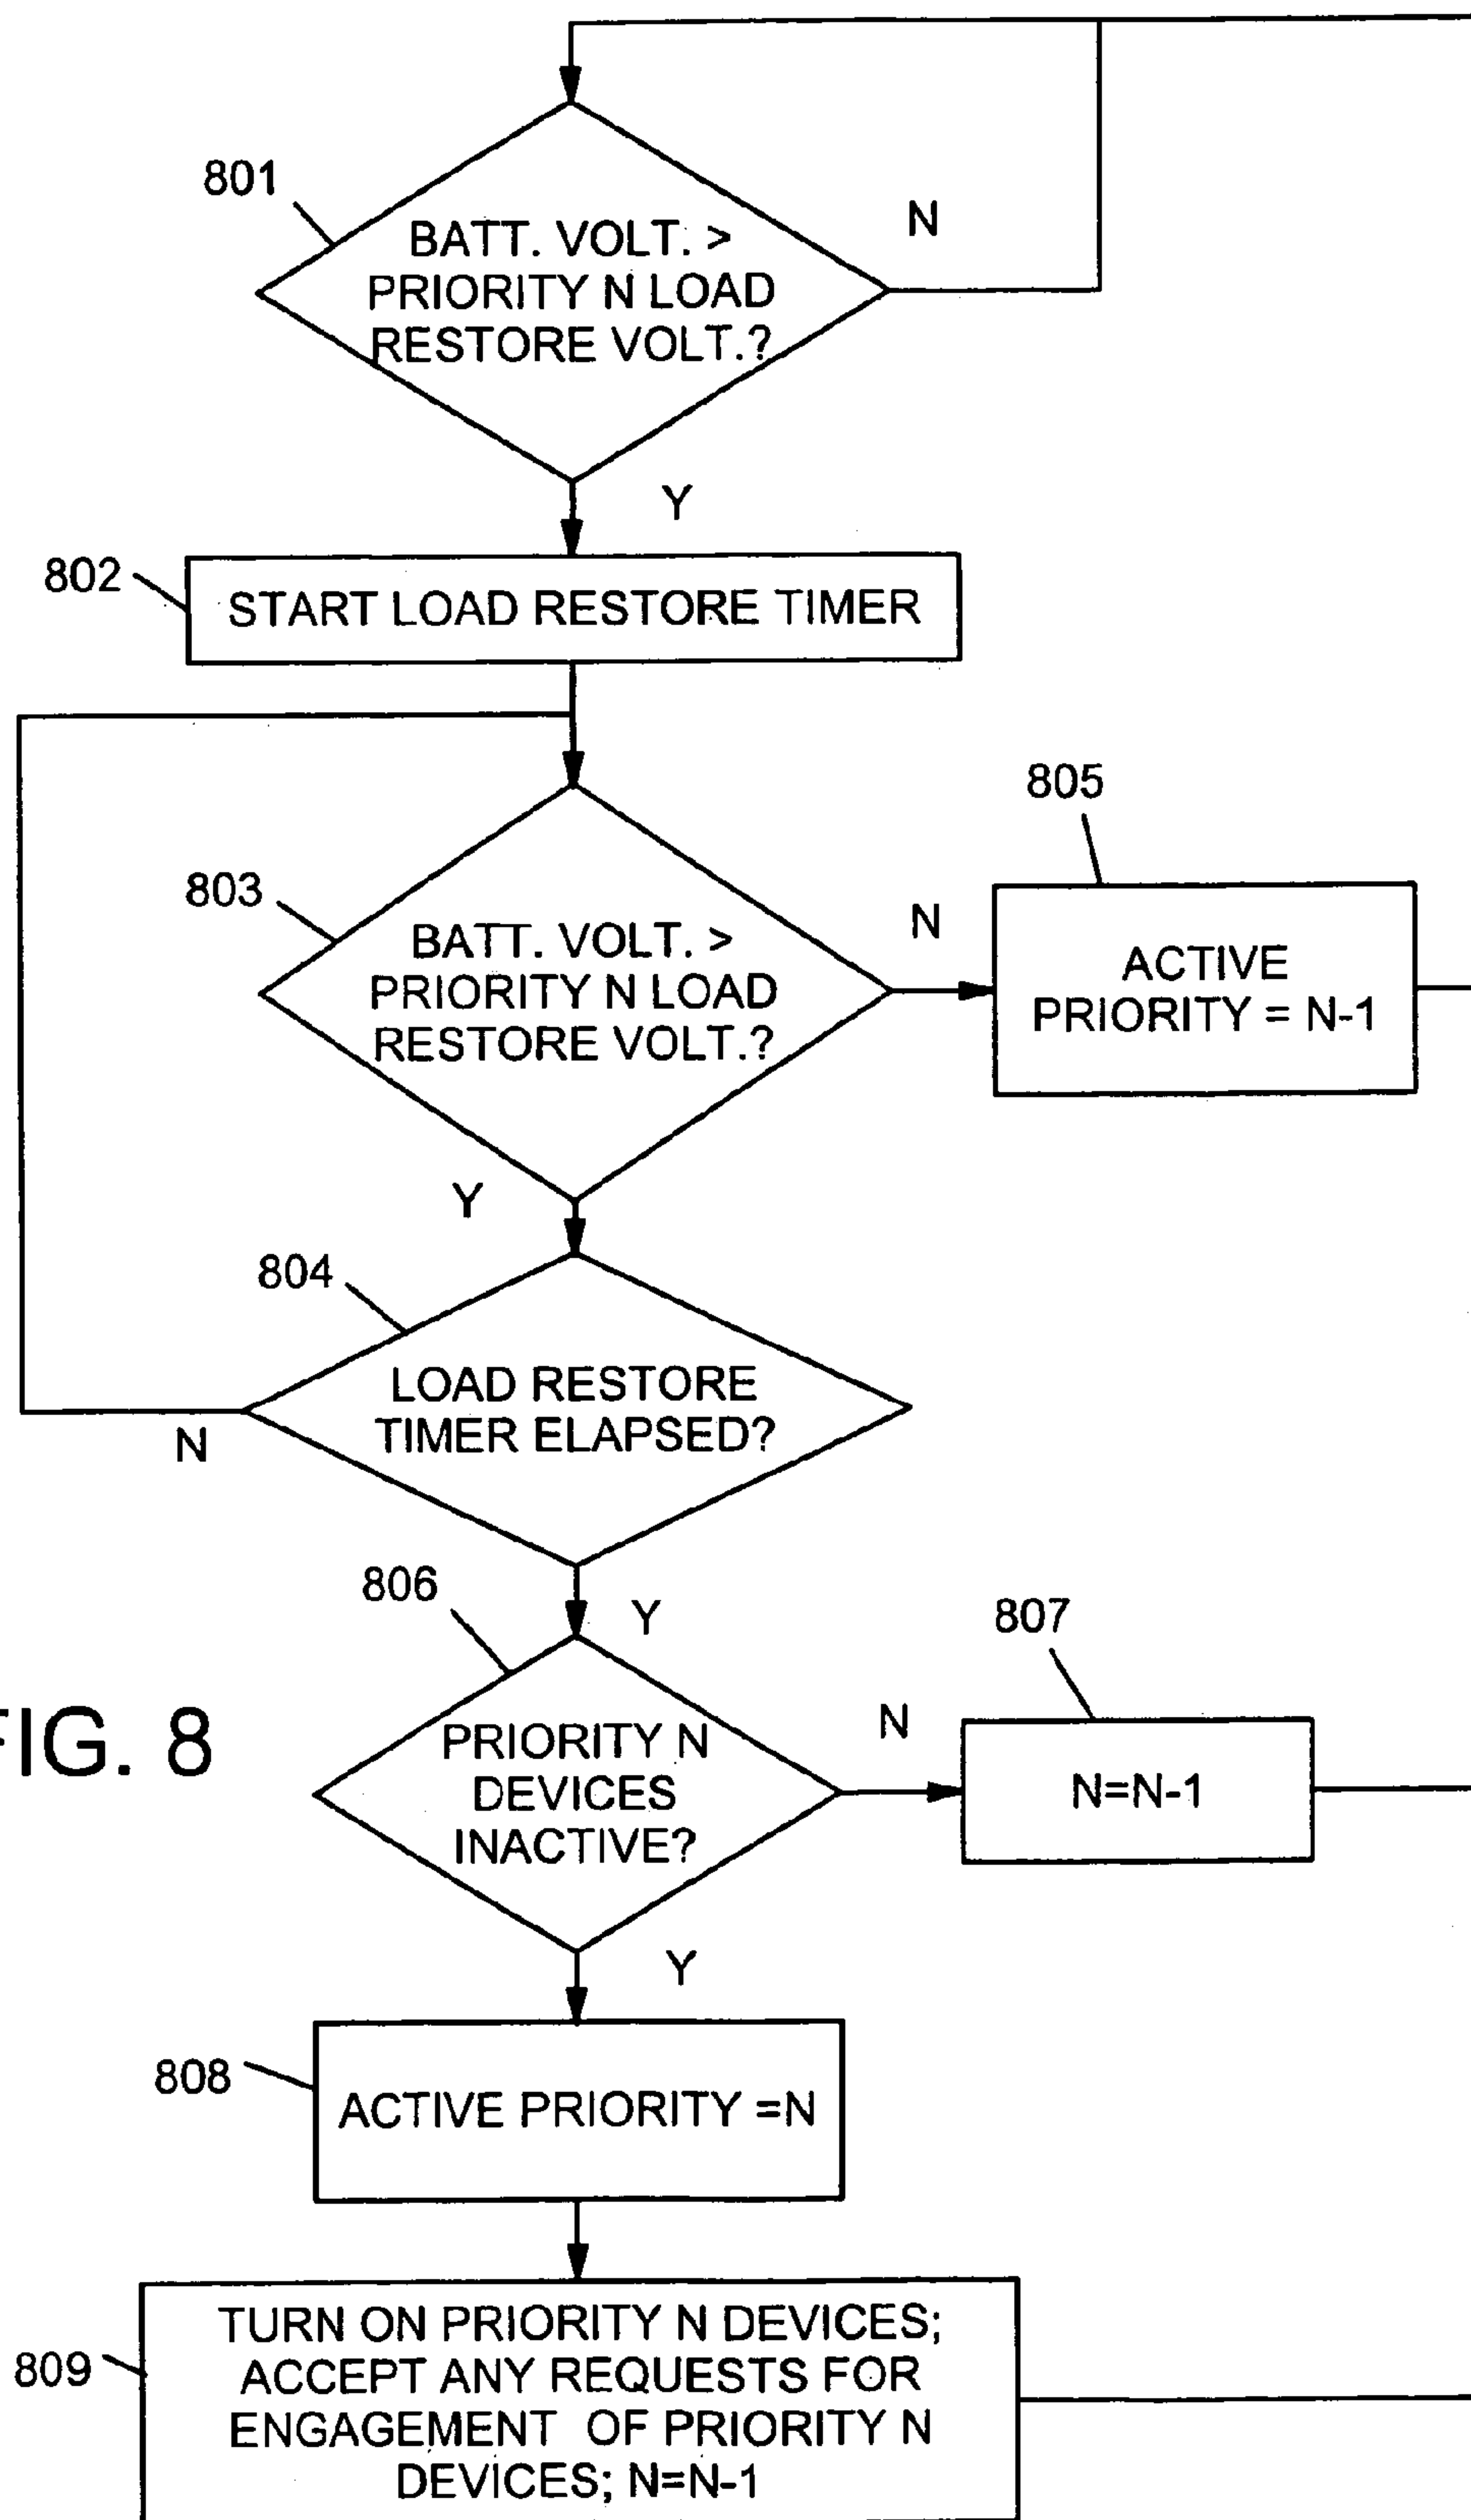 801
N
BATT. VOLT. >
PRIORITY N LOAD
RESTORE VOLT.?
Y
802
START LOAD RESTORE TIMER
805
803
N
BATT. VOLT. >
PRIORITY N LOAD
RESTORE VOLT.?
ACTIVE
PRIORITY = N-1
Y
804
LOAD RESTORE
TIMER ELAPSED?
N
806
Y
807
FIG. 8
PRIORITY N
DEVICES
INACTIVE?
N
N=N-1
Y
808
ACTIVE PRIORITY =N
809
TURN ON PRIORITY N DEVICES;
ACCEPT ANY REQUESTS FOR
ENGAGEMENT OF PRIORITY N
DEVICES; N=N-1